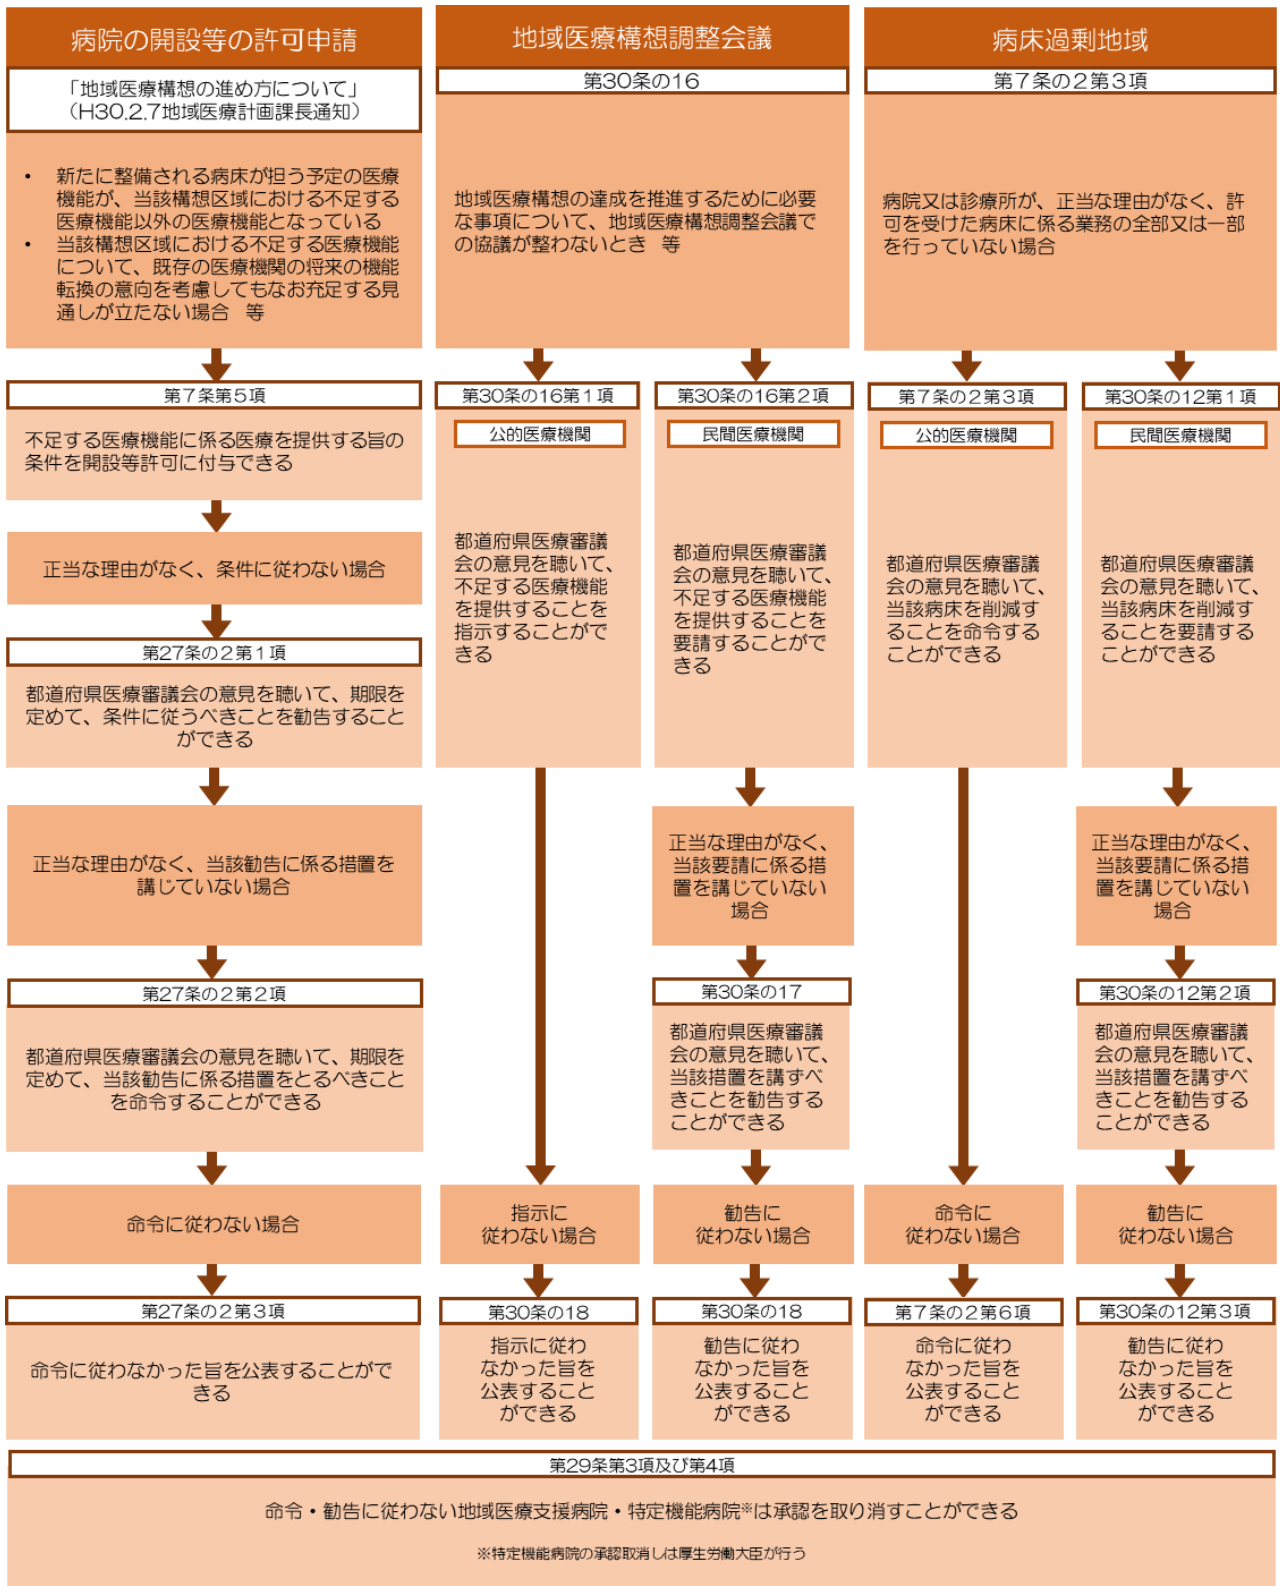 病院の開設等の許可申請
「地域医療構想の進め方について」
（H30.2.7地域医療計画課長通知）
• 新たに整備される病床が担う予定の医療
機能が、当該構想区域における不足する
医療機能以外の医療機能となっている
• 当該構想区域における不足する医療機能
について、既存の医療機関の将来の機能
転換の意向を考慮してもなお充足する見
通しが立たない場合　等
第7条第5項
不足する医療機能に係る医療を提供する旨の
条件を開設等許可に付与できる
正当な理由がなく、条件に従わない場合
第27条の2第1項
都道府県医療審議会の意見を聴いて、期限を
定めて、条件に従うべきことを勧告すること
ができる
正当な理由がなく、当該勧告に係る措置を
講じていない場合
第27条の2第2項
都道府県医療審議会の意見を聴いて、期限を
定めて、当該勧告に係る措置をとるべきこと
を命令することができる
命令に従わない場合
第27条の2第3項
命令に従わなかった旨を公表することがで
きる
地域医療構想調整会議
第30条の16
地域医療構想の達成を推進するために必要
な事項について、地域医療構想調整会議で
の協議が整わないとき　等
第30条の16第1項
公的医療機関
都道府県医療審議
会の意見を聴いて、
不足する医療機能
を提供することを
指示することがで
きる
指示に
従わない場合
第30条の18
指示に従わ
なかった旨を
公表すること
ができる
第30条の16第2項
民間医療機関
都道府県医療審議
会の意見を聴いて、
不足する医療機能
を提供することを
要請することがで
きる
正当な理由がなく、
当該要請に係る措
置を講じていない
場合
第30条の17
都道府県医療審議
会の意見を聴いて、
当該措置を講ずべ
きことを勧告する
ことができる
勧告に
従わない場合
第30条の18
勧告に従わ
なかった旨を
公表すること
ができる
病床過剰地域
第7条の2第3項
病院又は診療所が、正当な理由がなく、許
可を受けた病床に係る業務の全部又は一部
を行っていない場合
第7条の2第3項
公的医療機関
都道府県医療審議
会の意見を聴いて、
当該病床を削減す
ることを命令する
ことができる
命令に
従わない場合
第7条の2第6項
命令に従わ
なかった旨を
公表すること
ができる
第30条の12第1項
民間医療機関
都道府県医療審議
会の意見を聴いて、
当該病床を削減す
ることを要請する
ことができる
正当な理由がなく、
当該要請に係る措
置を講じていない
場合
第30条の12第2項
都道府県医療審議
会の意見を聴いて、
当該措置を講ずべ
きことを勧告する
ことができる
勧告に
従わない場合
第30条の12第3項
勧告に従わ
なかった旨を
公表すること
ができる
第29条第3項及び第4項
命令・勧告に従わない地域医療支援病院・特定機能病院※は承認を取り消すことができる
※特定機能病院の承認取消しは厚生労働大臣が行う